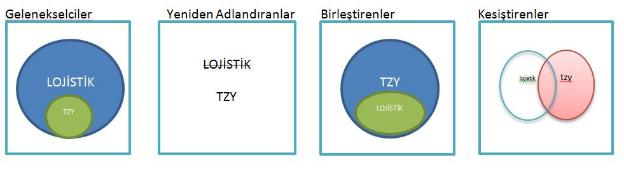 Gelenekselciler
Yeniden Adlandıranlar
Birleştirenler
Kesiştirenler
LOJİSTİK
TZY
LOJİSTİK
TZY
TZY
LOJİSTİK
lojistik
tzy